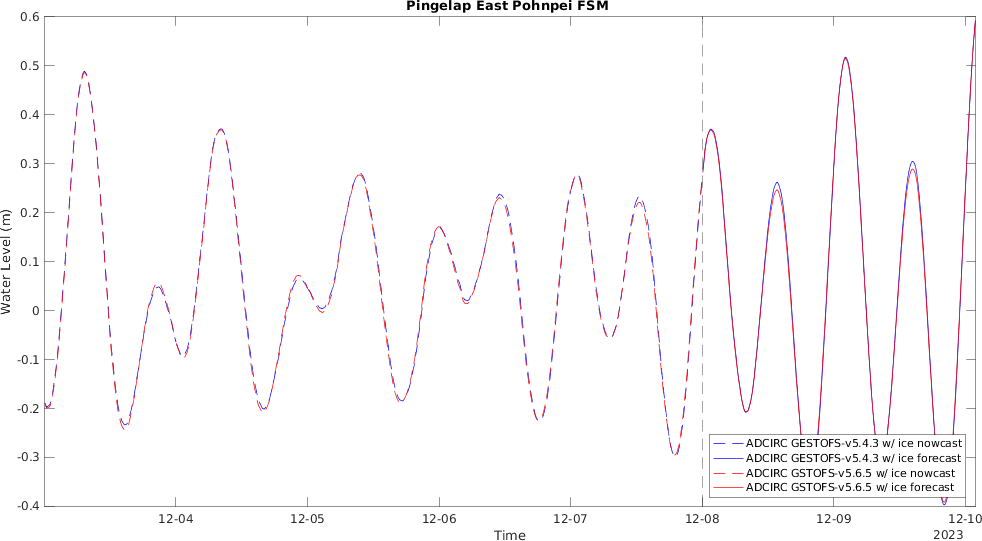 Pingelap East Pohnpei FSM
Water Level (m)
0.6
0.5
0.4
0.3
0.2
0.1
0
-0.1
-0.2
-0.3
-0.4
ADCIRC GESTOFS-v5.4.3 w/ ice nowcast
ADCIRC GESTOFS-v5.4.3 w/ ice forecast
ADCIRC GSTOFS-v5.6.5 w/ ice nowcast
ADCIRC GSTOFS-v5.6.5 w/ ice forecast
12-04 12-05 12-06 12-07 12-08 12-09 12-10
Time
2023